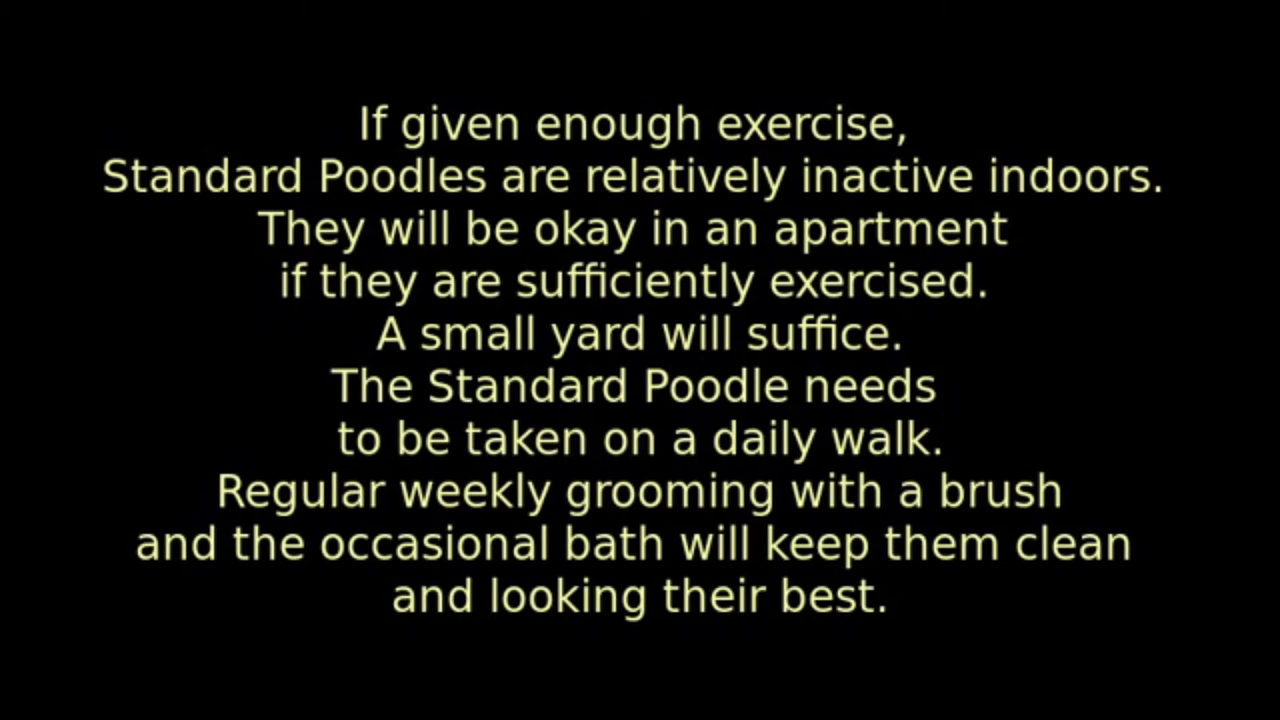 If given enough exercise,
Standard Poodles are relatively inactive indoors.
They will be okay in an apartment
if they are sufficiently exercised.
A small yard will suffice.
The Standard Poodle needs
to be taken on a daily walk.
Regular weekly grooming with a brush
and the occasional bath will keep them clean
and looking their best.